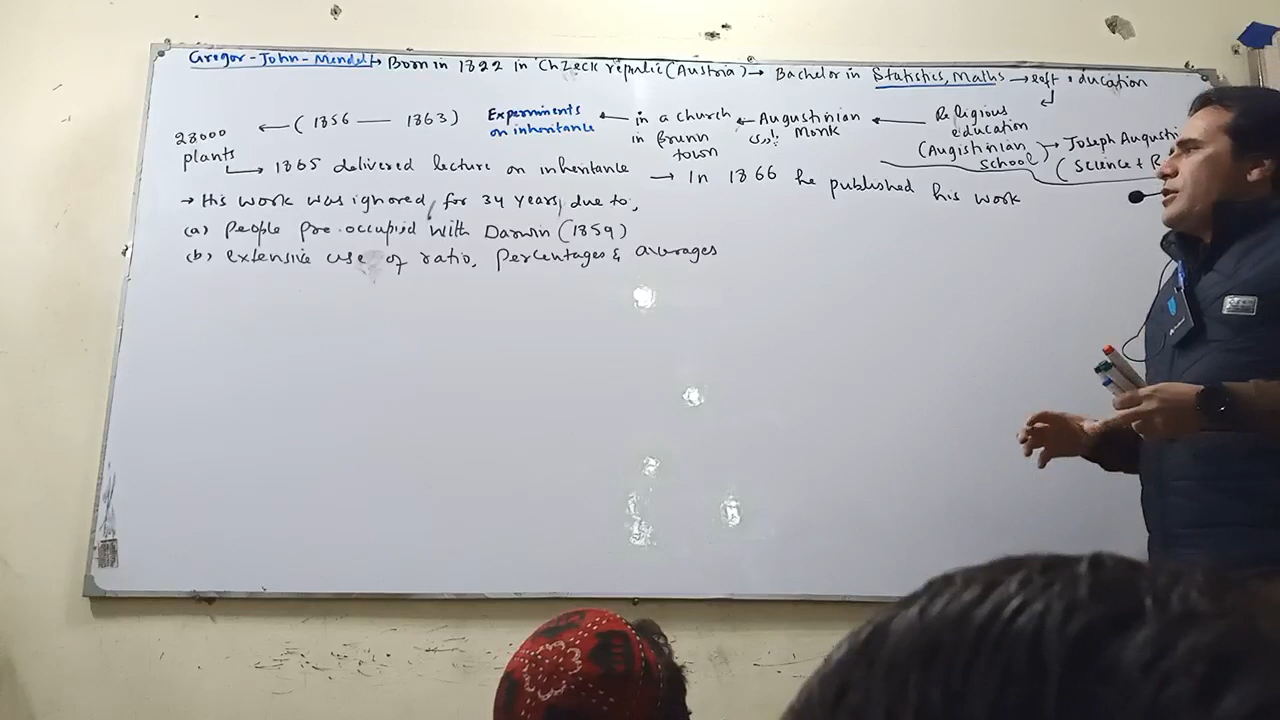 Gregor-John-Mendel → Born in 1822 in Chzeck republic (Austria) → Bachelor in Statistics, Maths → left education
Religious education (Augistinian school) → Joseph Augusti
(Science + R
← Augustinian Monk
← in a church in Brunn town
← Experiments on inheritance
← (1856 — 1863)
28000 plants
→ 1865 delivered lecture on inheritance → In 1866 he published his work
→ His work was ignored for 34 years due to,
(a) People pre-occupied with Darwin (1859)
(b) extensive use of ratio, percentages & averages